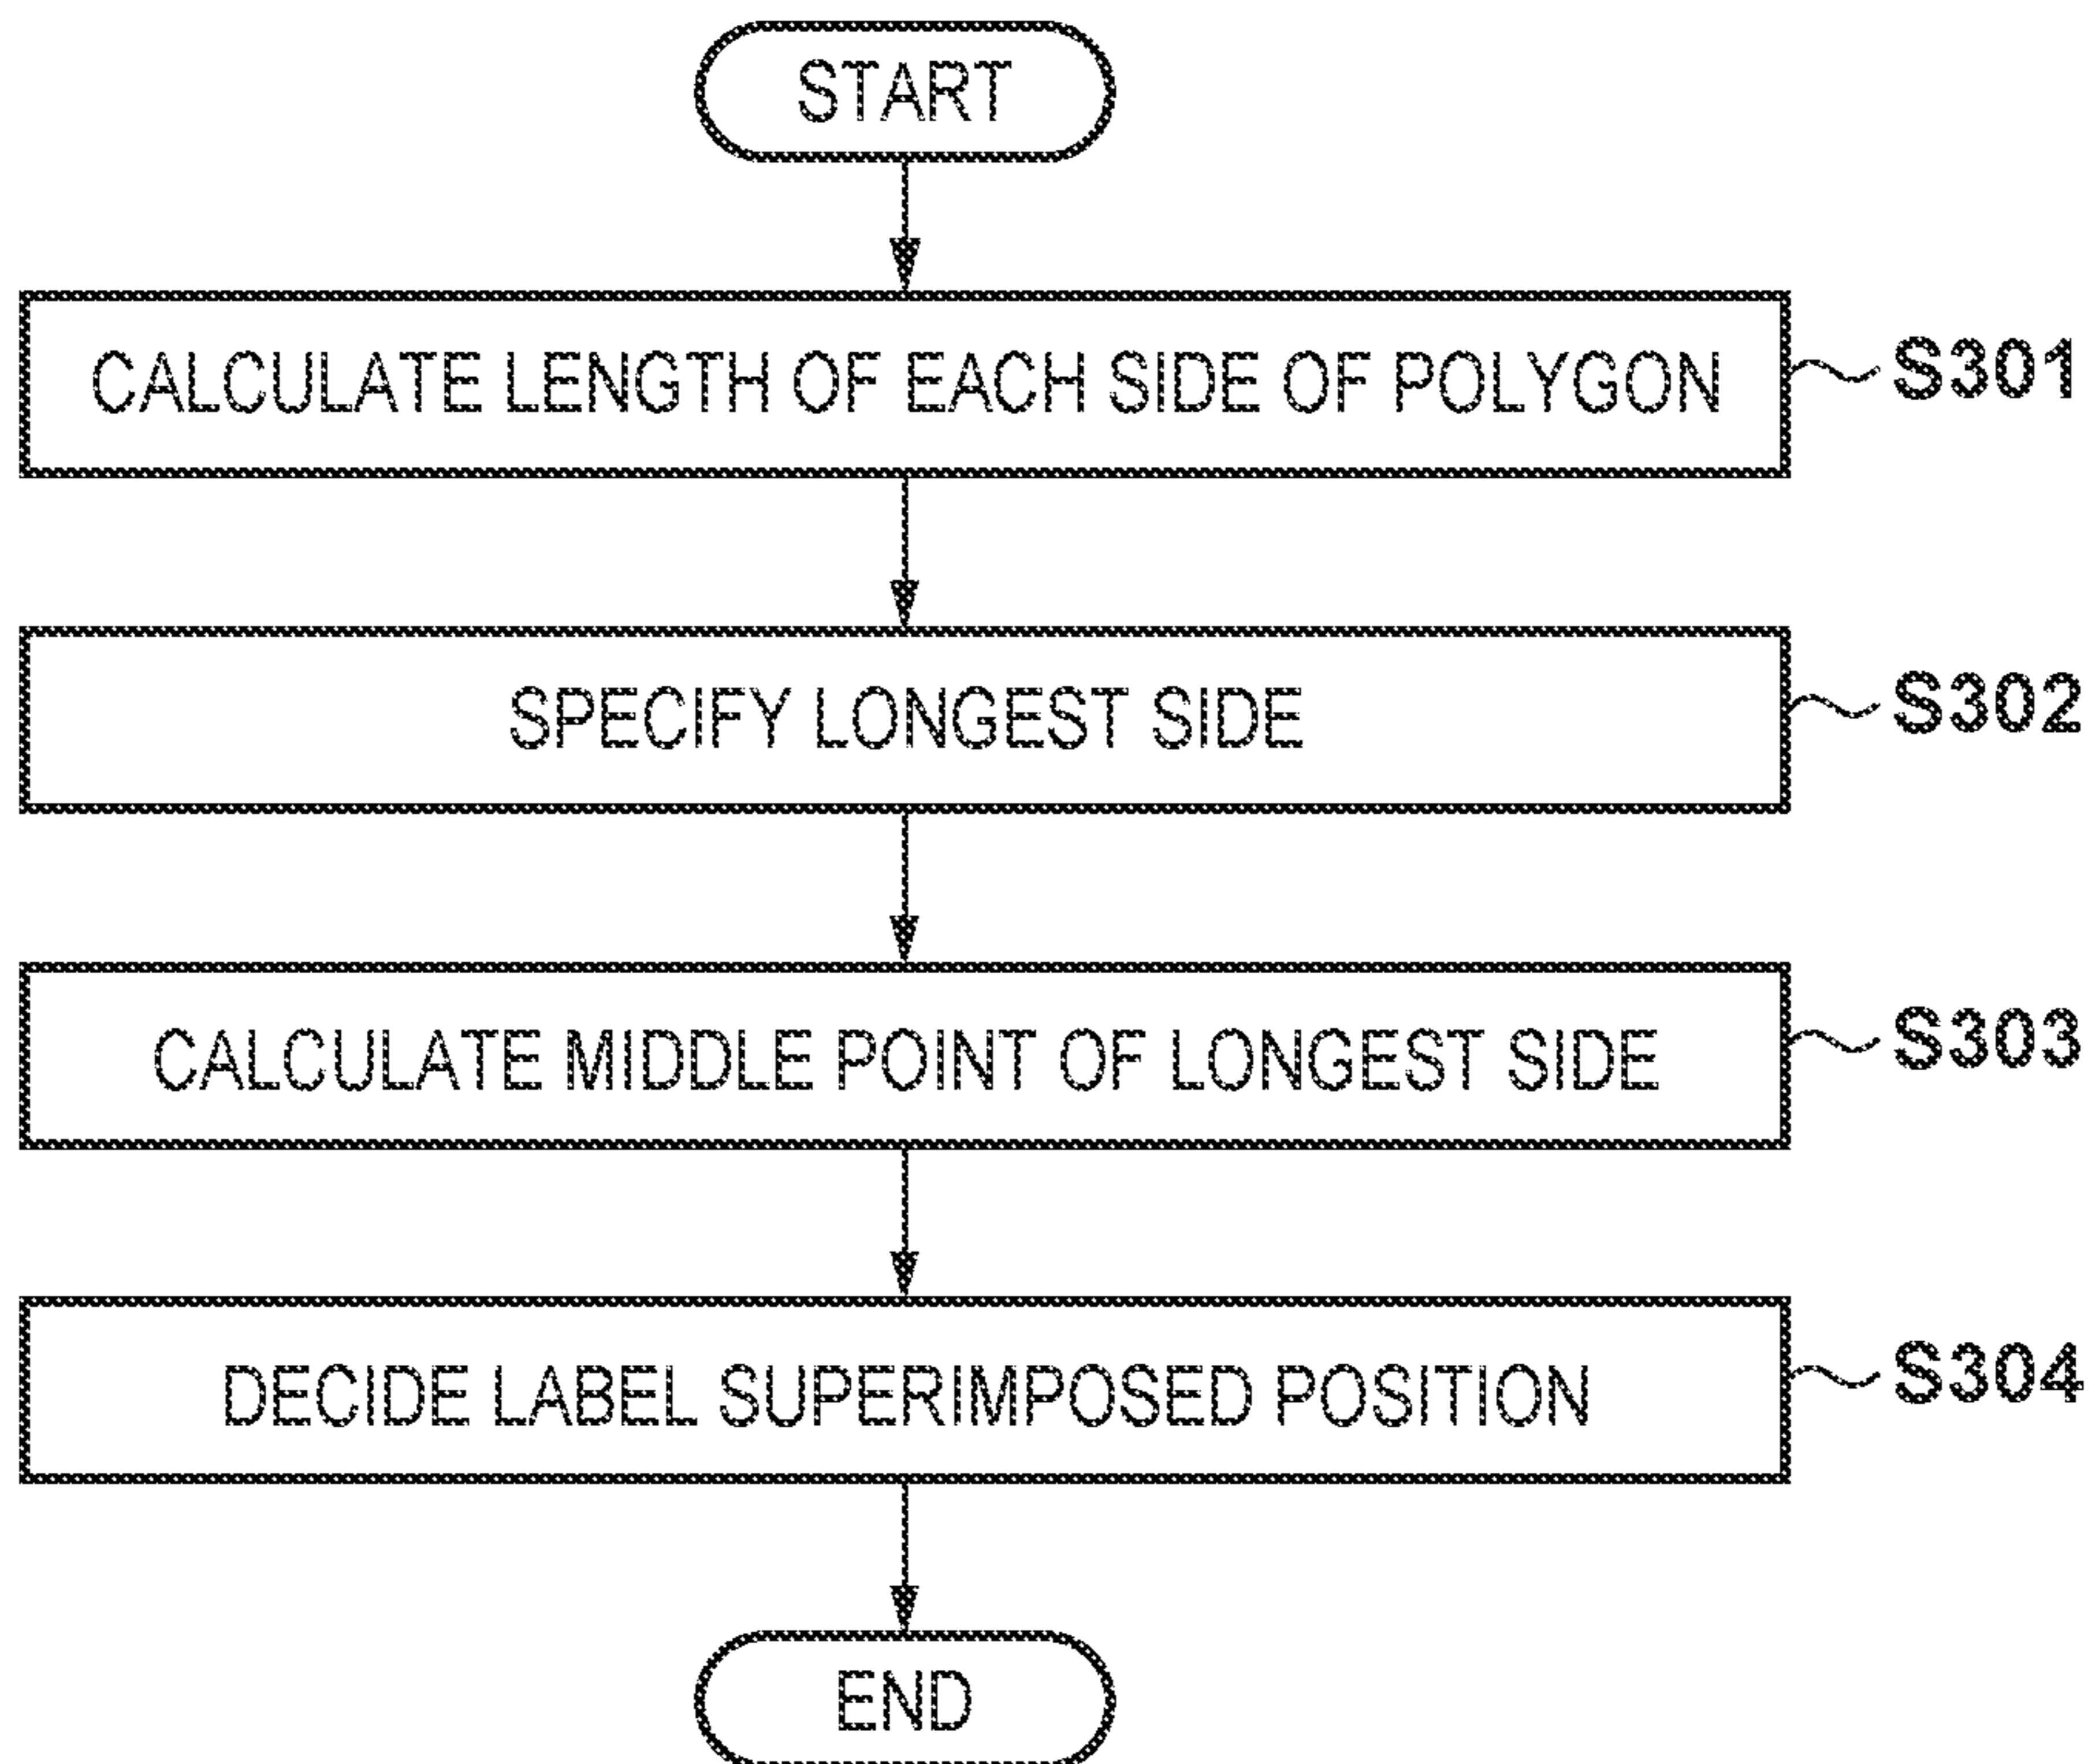 START
CALCULATE LENGTH OF EACH SIDE OF POLYGON
S301
SPECIFY LONGEST SIDE
S302
CALCULATE MIDDLE POINT OF LONGEST SIDE
S303
DECIDE LABEL SUPERIMPOSED POSITION
S304
END